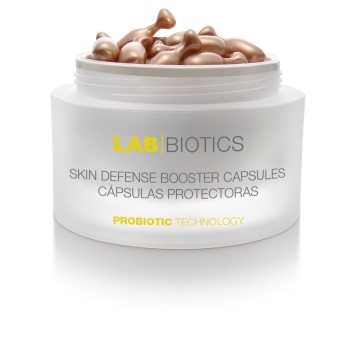 LAB|BIOTICS
SKIN DEFENSE BOOSTER CAPSULES
CÁPSULAS PROTECTORAS
PROBIOTIC TECHNOLOGY